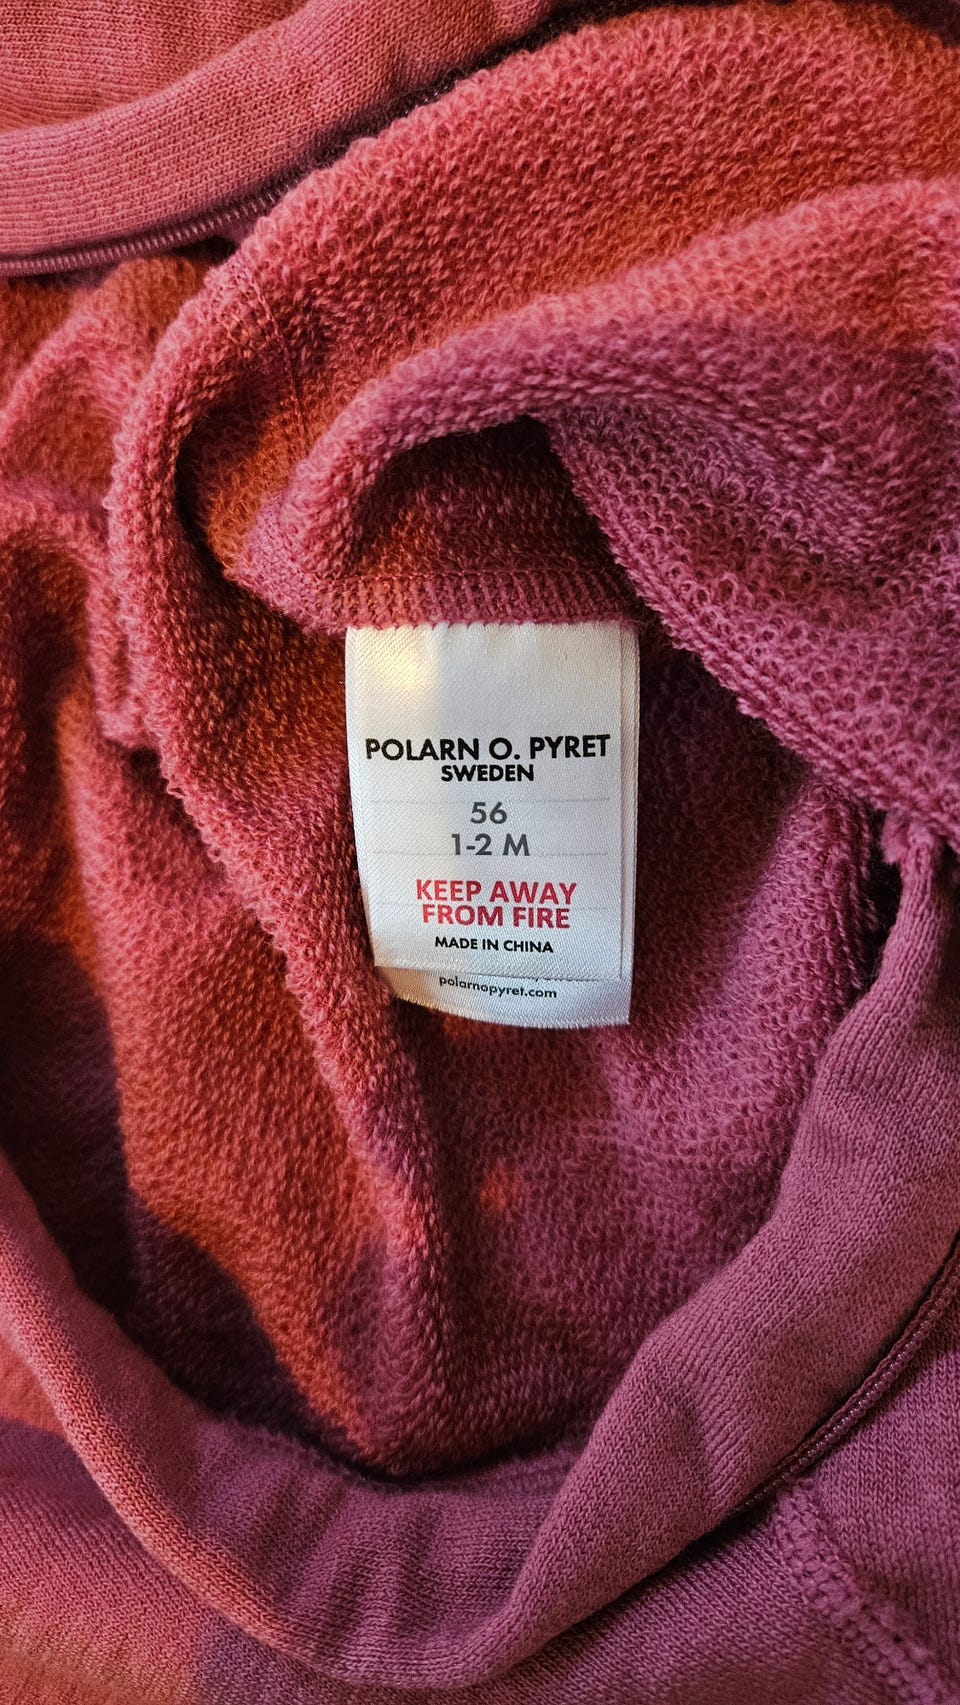 POLARN O. PYRET
SWEDEN
56
1-2 M
KEEP AWAY
FROM FIRE
MADE IN CHINA
polarnopyret.com